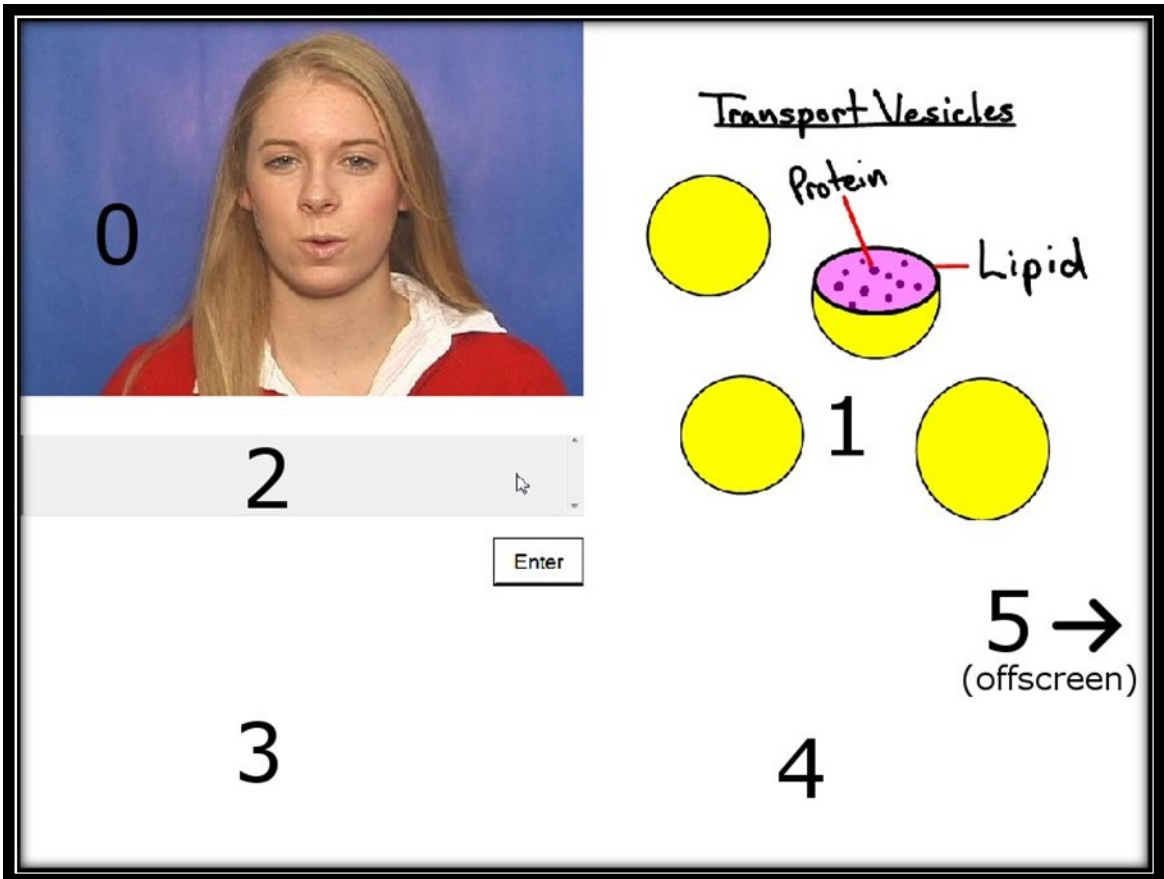 0
Transport Vesicles
Protein
Lipid
1
2
Enter
5 →
(offscreen)
3
4